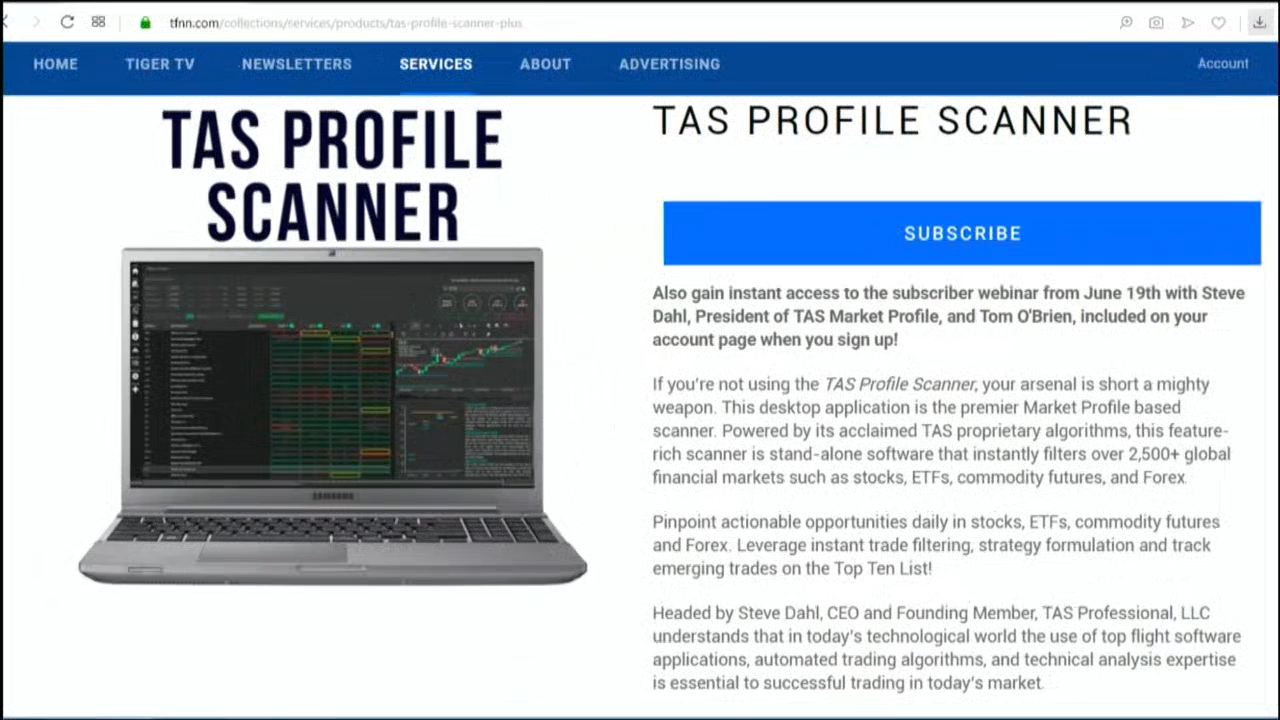 tfnn.com/collections/services/products/tas-profile-scanner-plus
HOME TIGER TV NEWSLETTERS SERVICES ABOUT ADVERTISING Account
TAS PROFILE
SCANNER
SAMSUNG
TAS PROFILE SCANNER
SUBSCRIBE
Also gain instant access to the subscriber webinar from June 19th with Steve
Dahl, President of TAS Market Profile, and Tom O'Brien, included on your
account page when you sign up!
If you're not using the TAS Profile Scanner, your arsenal is short a mighty
weapon. This desktop application is the premier Market Profile based
scanner. Powered by its acclaimed TAS proprietary algorithms, this feature-
rich scanner is stand-alone software that instantly filters over 2,500+ global
financial markets such as stocks, ETFs, commodity futures, and Forex
Pinpoint actionable opportunities daily in stocks, ETFs, commodity futures
and Forex. Leverage instant trade filtering, strategy formulation and track
emerging trades on the Top Ten List!
Headed by Steve Dahl, CEO and Founding Member, TAS Professional, LLC
understands that in today's technological world the use of top flight software
applications, automated trading algorithms, and technical analysis expertise
is essential to successful trading in today's market.